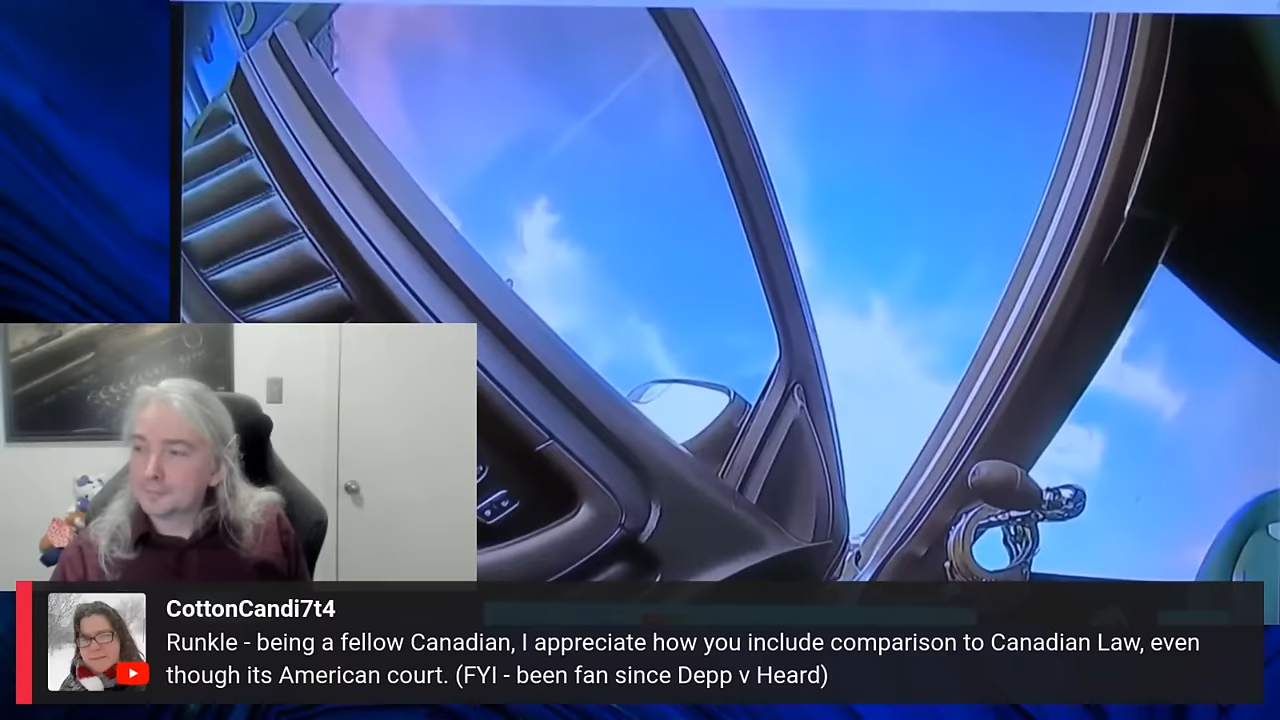 CottonCandi7t4
Runkle - being a fellow Canadian, I appreciate how you include comparison to Canadian Law, even
though its American court. (FYI - been fan since Depp v Heard)